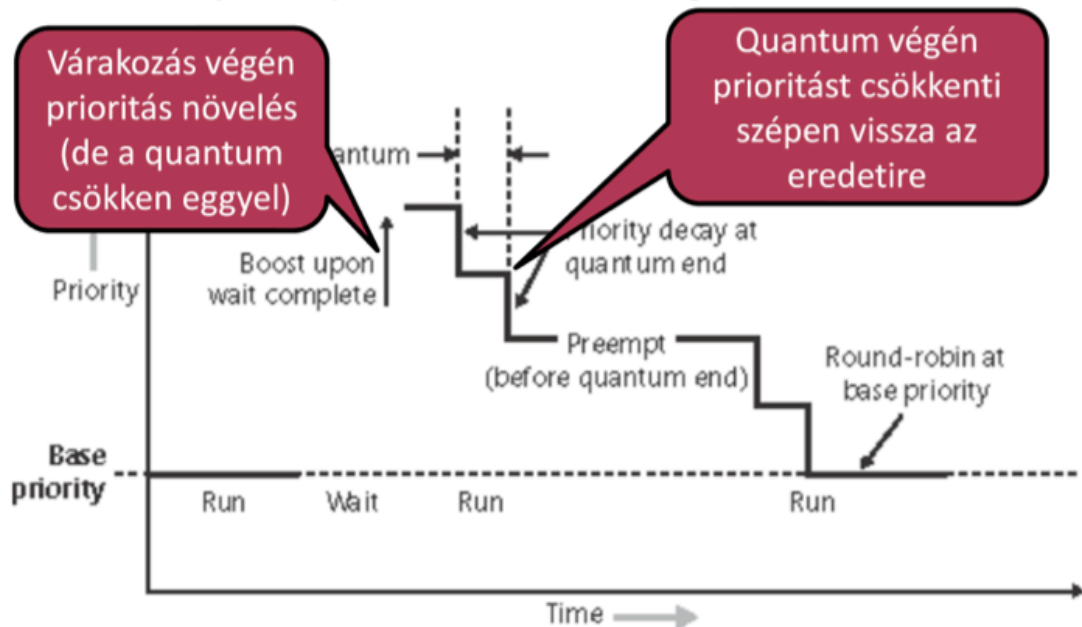 Várakozás végén
prioritás növelés
(de a quantum
csökken eggyel)
Quantum végén
prioritást csökkenti
szépen vissza az
eredetire
Boost upon
wait complete
decay at
quantum end
Priority
Preempt
(before quantum end)
Round-robin at
base priority
Base
priority
Run
Wait
Run
Run
Time